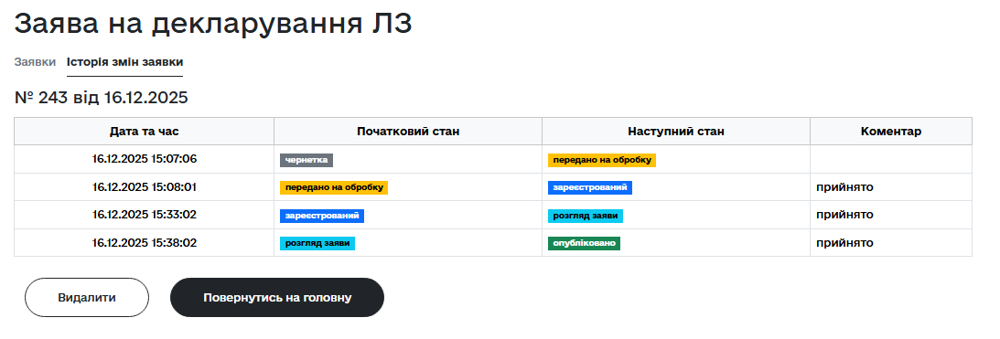 Заява на декларування ЛЗ
Заявки Історія змін заявки
№ 243 від 16.12.2025
Дата та час Початковий стан Наступний стан Коментар
16.12.2025 15:07:06 чернетка передано на обробку
16.12.2025 15:08:01 передано на обробку зареєстрований прийнято
16.12.2025 15:33:02 зареєстрований розгляд заяви прийнято
16.12.2025 15:38:02 розгляд заяви опубліковано прийнято
Видалити Повернутись на головну